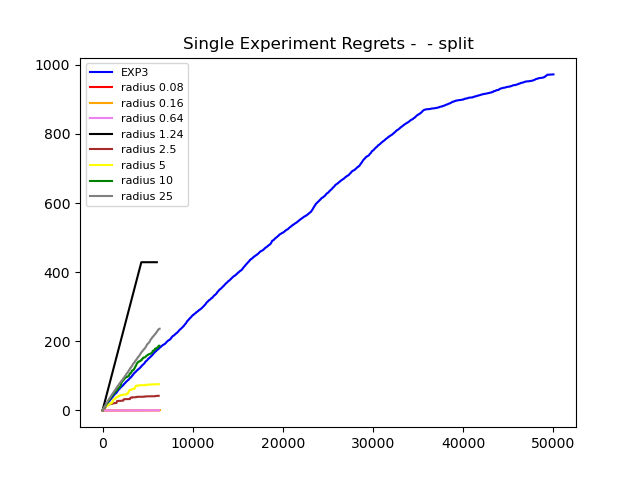 Single Experiment Regrets -  - split
1000
800
600
400
200
0
EXP3
radius 0.08
radius 0.16
radius 0.64
radius 1.24
radius 2.5
radius 5
radius 10
radius 25
0 10000 20000 30000 40000 50000